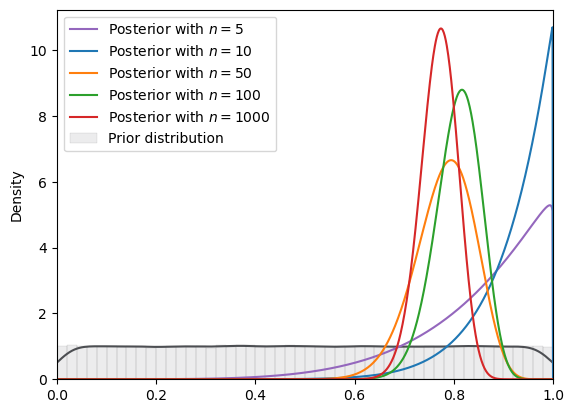 Posterior with n = 5
Posterior with n = 10
Posterior with n = 50
Posterior with n = 100
Posterior with n = 1000
Prior distribution
Density
10
8
6
4
2
0
0.0 0.2 0.4 0.6 0.8 1.0